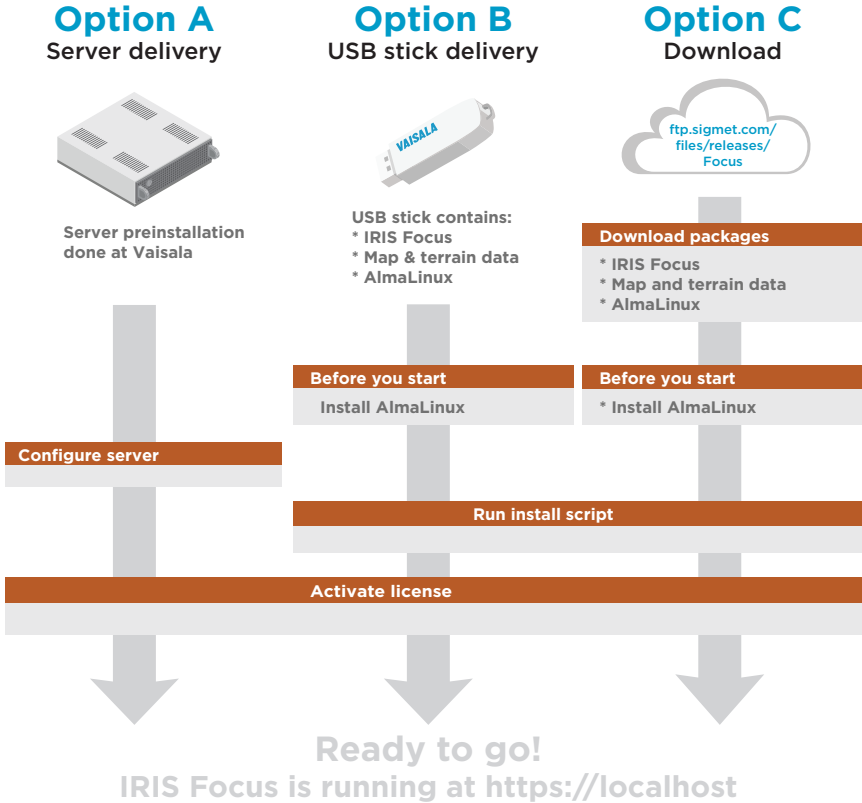 Option A
Server delivery
Server preinstallation
done at Vaisala
Option B
USB stick delivery
VAISALA
USB stick contains:
* IRIS Focus
* Map & terrain data
* AlmaLinux
Option C
Download
ftp.sigmet.com/
files/releases/
Focus
Download packages
* IRIS Focus
* Map and terrain data
* AlmaLinux
Before you start
Install AlmaLinux
Before you start
* Install AlmaLinux
Configure server
Run install script
Activate license
Ready to go!
IRIS Focus is running at https://localhost